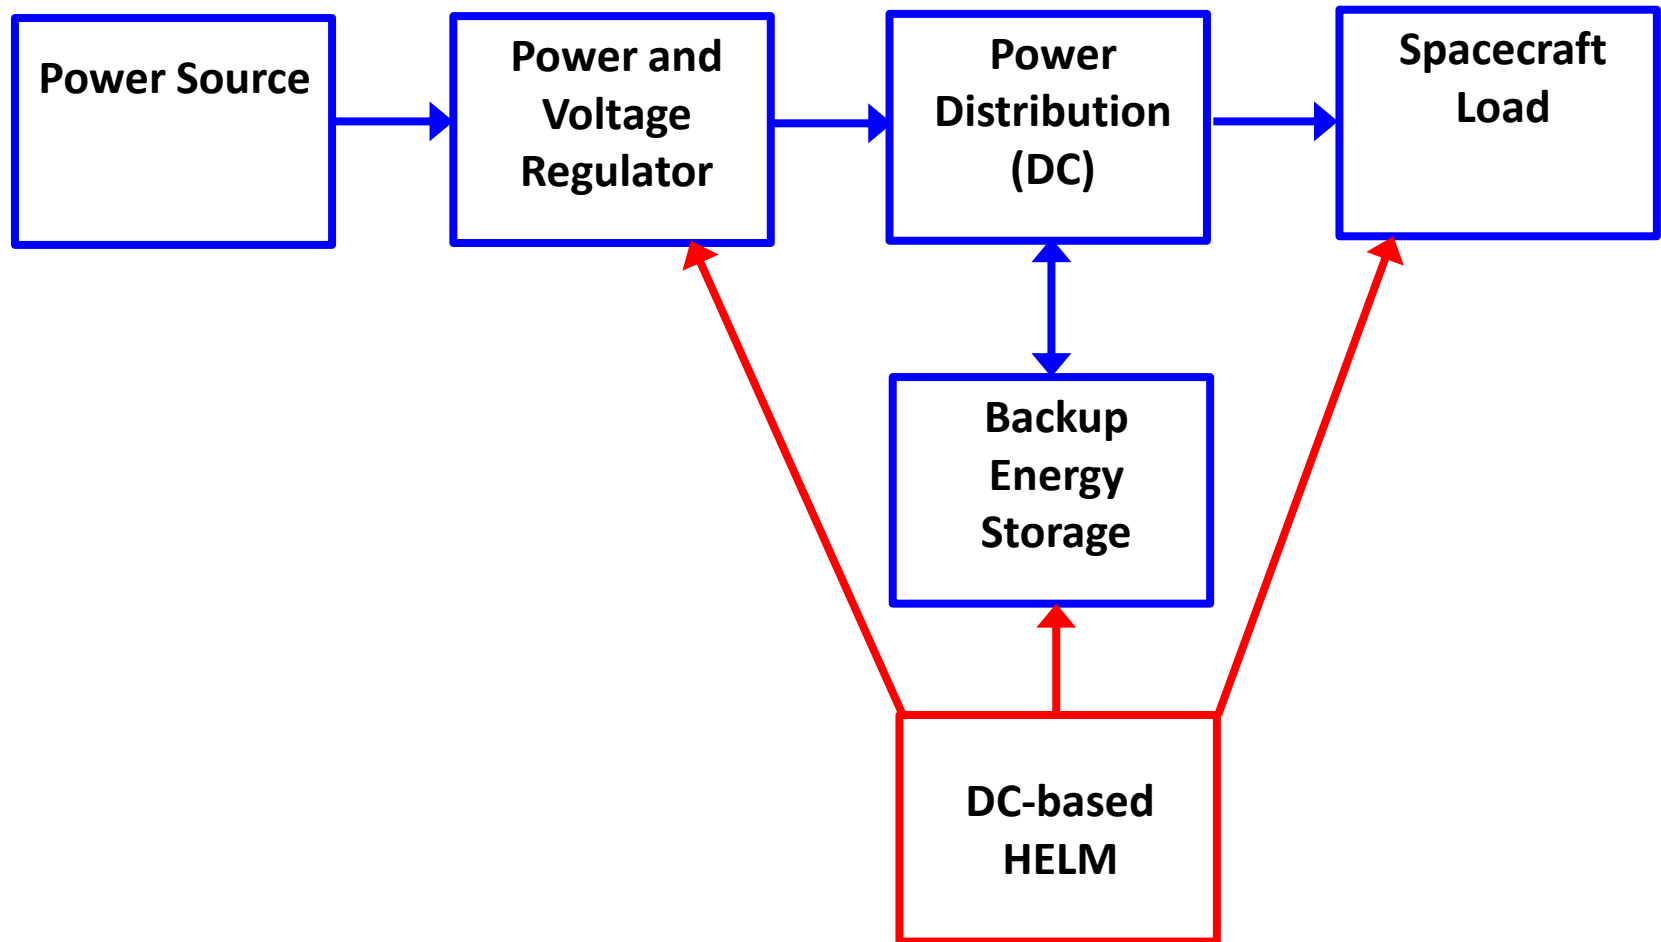 Power Source
Power and
Voltage
Regulator
Power
Distribution
(DC)
Spacecraft
Load
Backup
Energy
Storage
DC-based
HELM